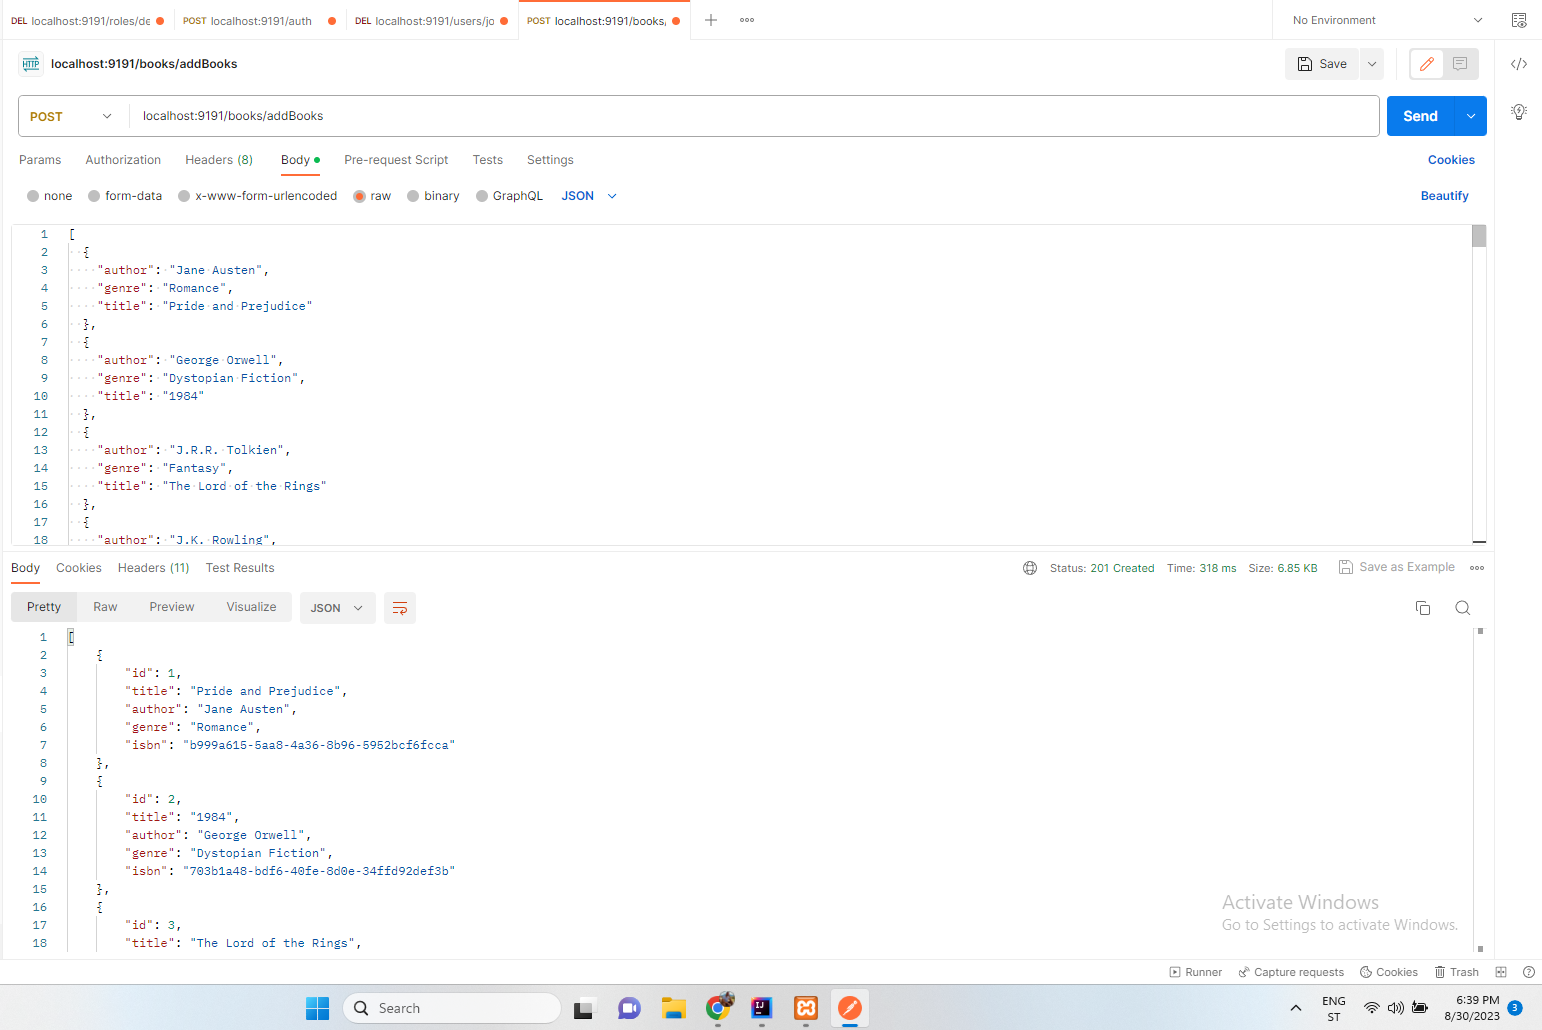 DEL localhost:9191/roles/de POST localhost:9191/auth DEL localhost:9191/users/jo POST localhost:9191/books/ No Environment
HTTP localhost:9191/books/addBooks Save
POST localhost:9191/books/addBooks Send
Params Authorization Headers (8) Body Pre-request Script Tests Settings Cookies
none form-data x-www-form-urlencoded raw binary GraphQL JSON Beautify
1 [
2 {
3 "author": "Jane Austen",
4 "genre": "Romance",
5 "title": "Pride and Prejudice"
6 },
7 {
8 "author": "George Orwell",
9 "genre": "Dystopian Fiction",
10 "title": "1984"
11 },
12 {
13 "author": "J.R.R. Tolkien",
14 "genre": "Fantasy",
15 "title": "The Lord of the Rings"
16 },
17 {
18 "author": "J.K. Rowling",
Body Cookies Headers (11) Test Results Status: 201 Created Time: 318 ms Size: 6.85 KB Save as Example
Pretty Raw Preview Visualize JSON
1 [
2 {
3 "id": 1,
4 "title": "Pride and Prejudice",
5 "author": "Jane Austen",
6 "genre": "Romance",
7 "isbn": "b999a615-5aa8-4a36-8b96-5952bcf6fcca"
8 },
9 {
10 "id": 2,
11 "title": "1984",
12 "author": "George Orwell",
13 "genre": "Dystopian Fiction",
14 "isbn": "703b1a48-bdf6-40fe-8d0e-34ffd92def3b"
15 },
16 {
17 "id": 3,
18 "title": "The Lord of the Rings",
Activate Windows
Go to Settings to activate Windows.
Runner Capture requests Cookies Trash
Search ENG ST 6:39 PM 8/30/2023 3